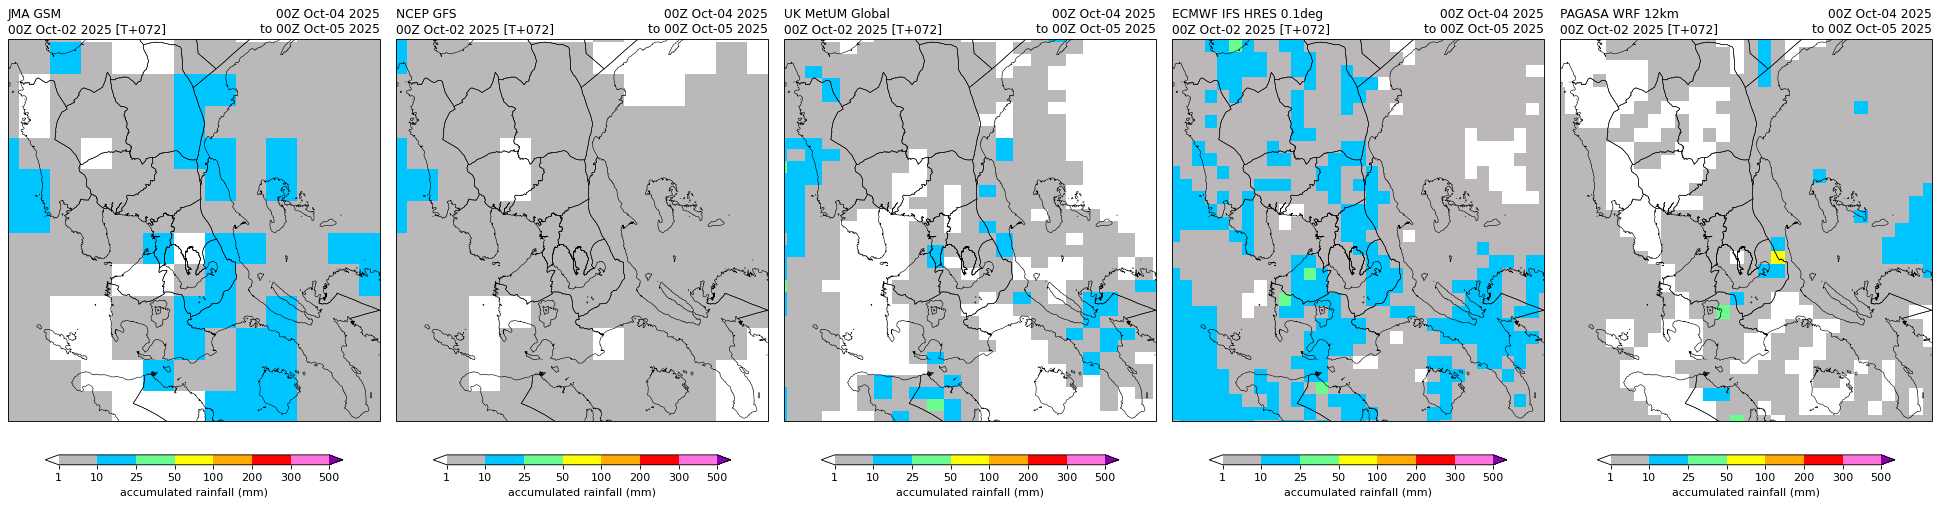 JMA GSM 00Z Oct-04 2025
00Z Oct-02 2025 [T+072] to 00Z Oct-05 2025
1 10 25 50 100 200 300 500
accumulated rainfall (mm)
NCEP GFS 00Z Oct-04 2025
00Z Oct-02 2025 [T+072] to 00Z Oct-05 2025
1 10 25 50 100 200 300 500
accumulated rainfall (mm)
UK MetUM Global 00Z Oct-04 2025
00Z Oct-02 2025 [T+072] to 00Z Oct-05 2025
1 10 25 50 100 200 300 500
accumulated rainfall (mm)
ECMWF IFS HRES 0.1deg 00Z Oct-04 2025
00Z Oct-02 2025 [T+072] to 00Z Oct-05 2025
1 10 25 50 100 200 300 500
accumulated rainfall (mm)
PAGASA WRF 12km 00Z Oct-04 2025
00Z Oct-02 2025 [T+072] to 00Z Oct-05 2025
1 10 25 50 100 200 300 500
accumulated rainfall (mm)